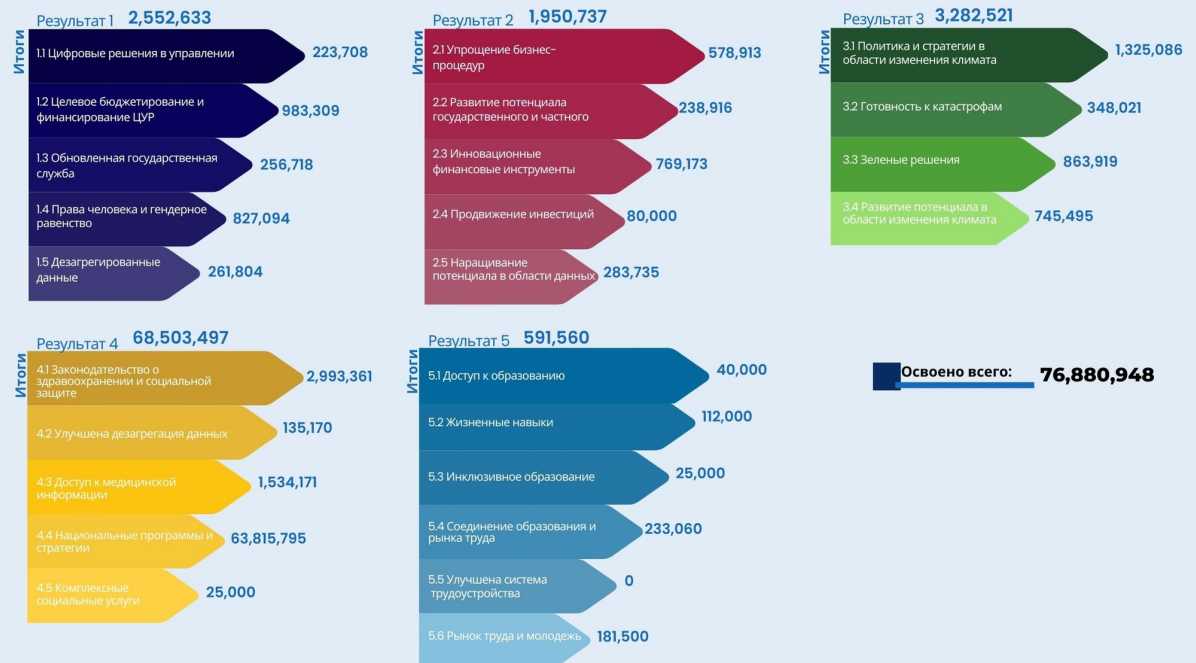 Результат 1 2,552,633
Итоги
1.1 Цифровые решения в управлении
223,708
1.2 Целевое бюджетирование и
финансирование ЦУР
983,309
1.3 Обновленная государственная
служба
256,718
1.4 Права человека и гендерное
равенство
827,094
1.5 Дезагрегированные
данные
261,804
Результат 2 1,950,737
Итоги
2.1 Упрощение бизнес-
процедур
578,913
2.2 Развитие потенциала
государственного и частного
238,916
2.3 Инновационные
финансовые инструменты
769,173
2.4 Продвижение инвестиций
80,000
2.5 Наращивание
потенциала в области данных
283,735
Результат 3 3,282,521
Итоги
3.1 Политика и стратегии в
области изменения климата
1,325,086
3.2 Готовность к катастрофам
348,021
3.3 Зеленые решения
863,919
3.4 Развитие потенциала в
области изменения климата
745,495
Результат 4 68,503,497
Итоги
4.1 Законодательство о
здравоохранении и социальной
защите
2,993,361
4.2 Улучшена дезагрегация данных
135,170
4.3 Доступ к медицинской
информации
1,534,171
4.4 Национальные программы и
стратегии
63,815,795
4.5 Комплексные
социальные услуги
25,000
Результат 5 591,560
Итоги
5.1 Доступ к образованию
40,000
5.2 Жизненные навыки
112,000
5.3 Инклюзивное образование
25,000
5.4 Соединение образования и
рынка труда
233,060
5.5 Улучшена система
трудоустройства
0
5.6 Рынок труда и молодежь
181,500
Освоено всего: 76,880,948